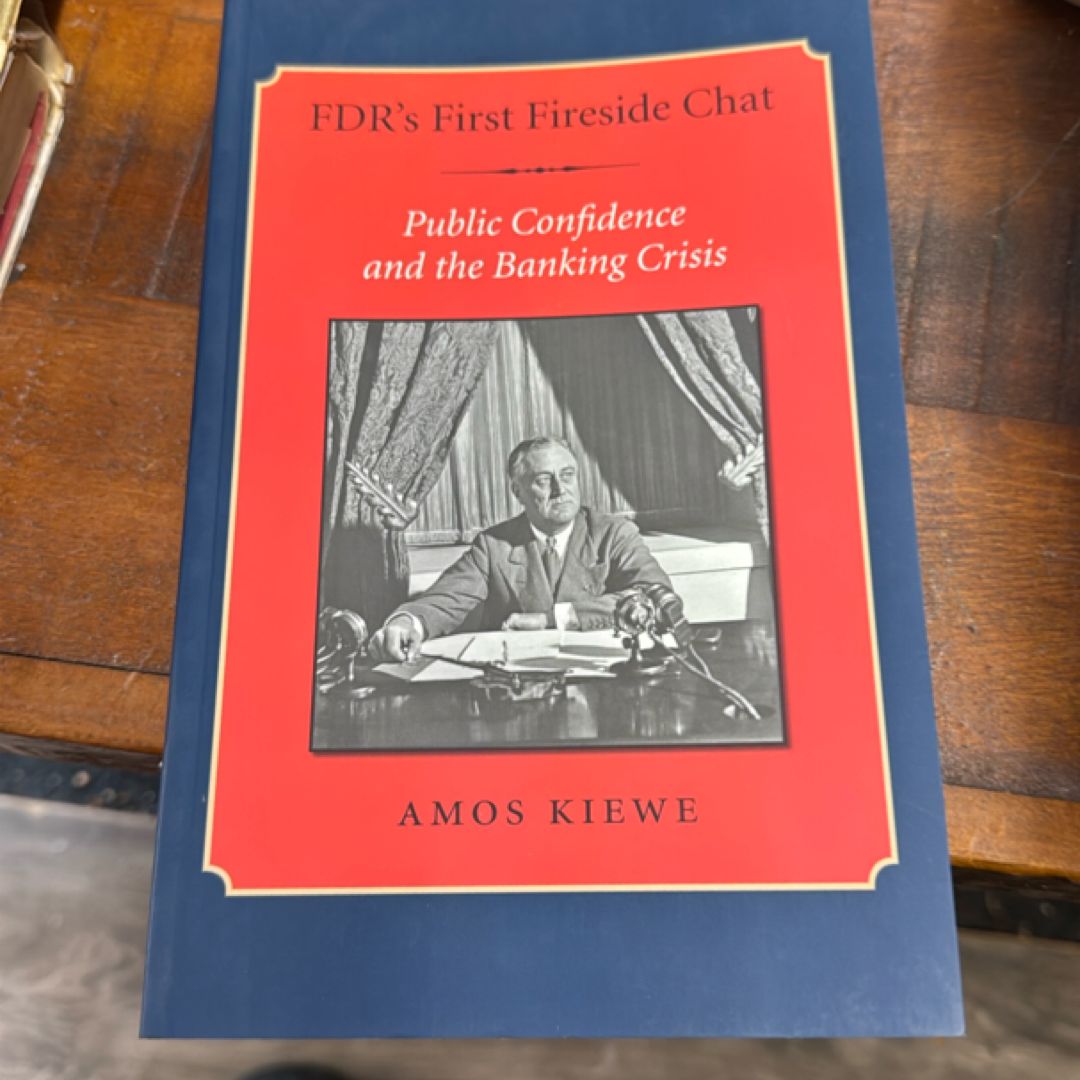 FDR's First Fireside Chat
Public Confidence
and the Banking Crisis
AMOS KIEWE